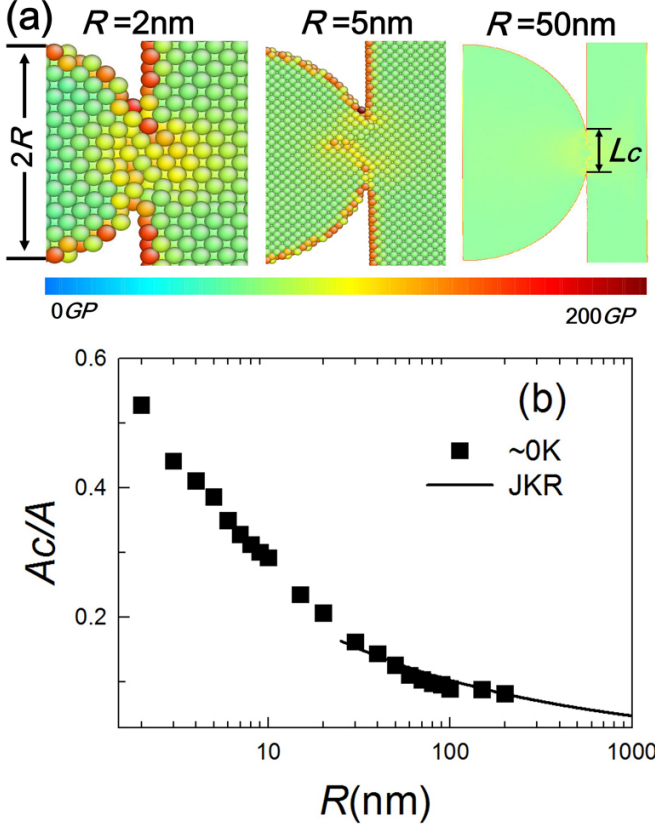 (a) R=2nm R=5nm R=50nm
2R
Lc
0GP 200GP
0.6
(b)
~0K
JKR
0.4
0.2
Ac/A
10 100 1000
R(nm)